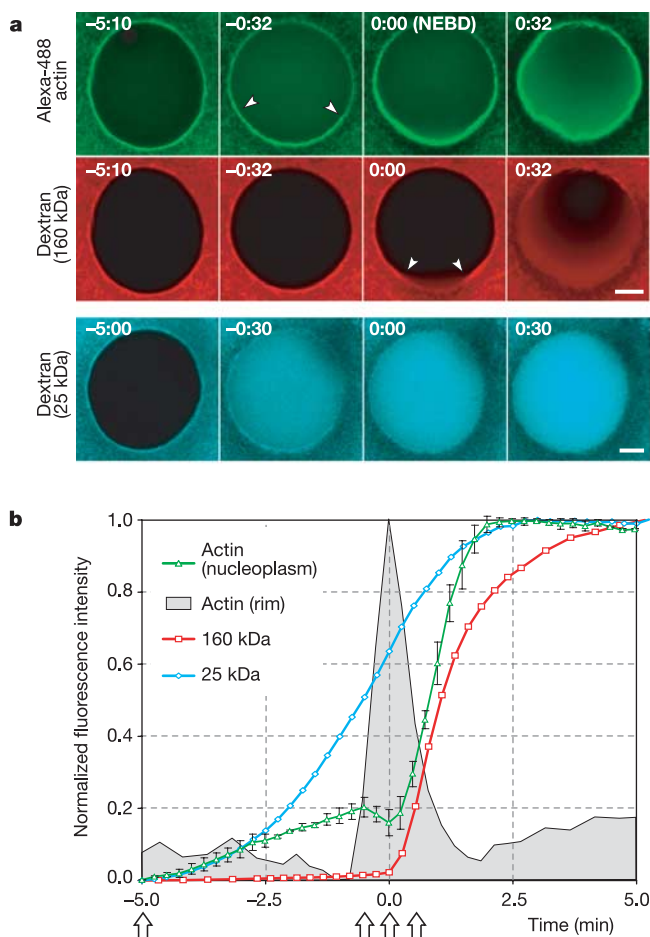 a
Alexa-488
actin
–5:10
–0:32
0:00 (NEBD)
0:32
Dextran
(160 kDa)
–5:10
–0:32
0:00
0:32
Dextran
(25 kDa)
–5:00
–0:30
0:00
0:30
b
Normalized fluorescence intensity
1.0
0.8
0.6
0.4
0.2
0.0
Actin
(nucleoplasm)
Actin (rim)
160 kDa
25 kDa
–5.0
–2.5
0.0
2.5
5.0
Time (min)